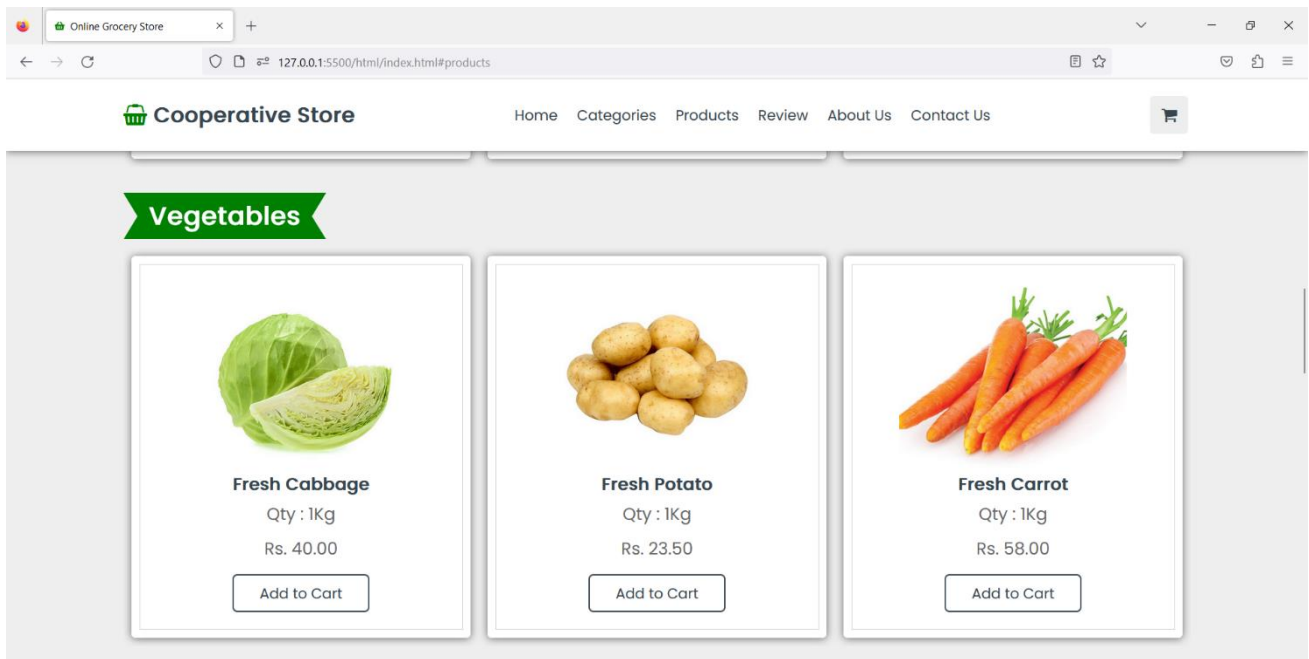 Online Grocery Store
127.0.0.1:5500/html/index.html#products
Cooperative Store Home Categories Products Review About Us Contact Us
Vegetables
Fresh Cabbage
Qty : 1Kg
Rs. 40.00
Add to Cart
Fresh Potato
Qty : 1Kg
Rs. 23.50
Add to Cart
Fresh Carrot
Qty : 1Kg
Rs. 58.00
Add to Cart